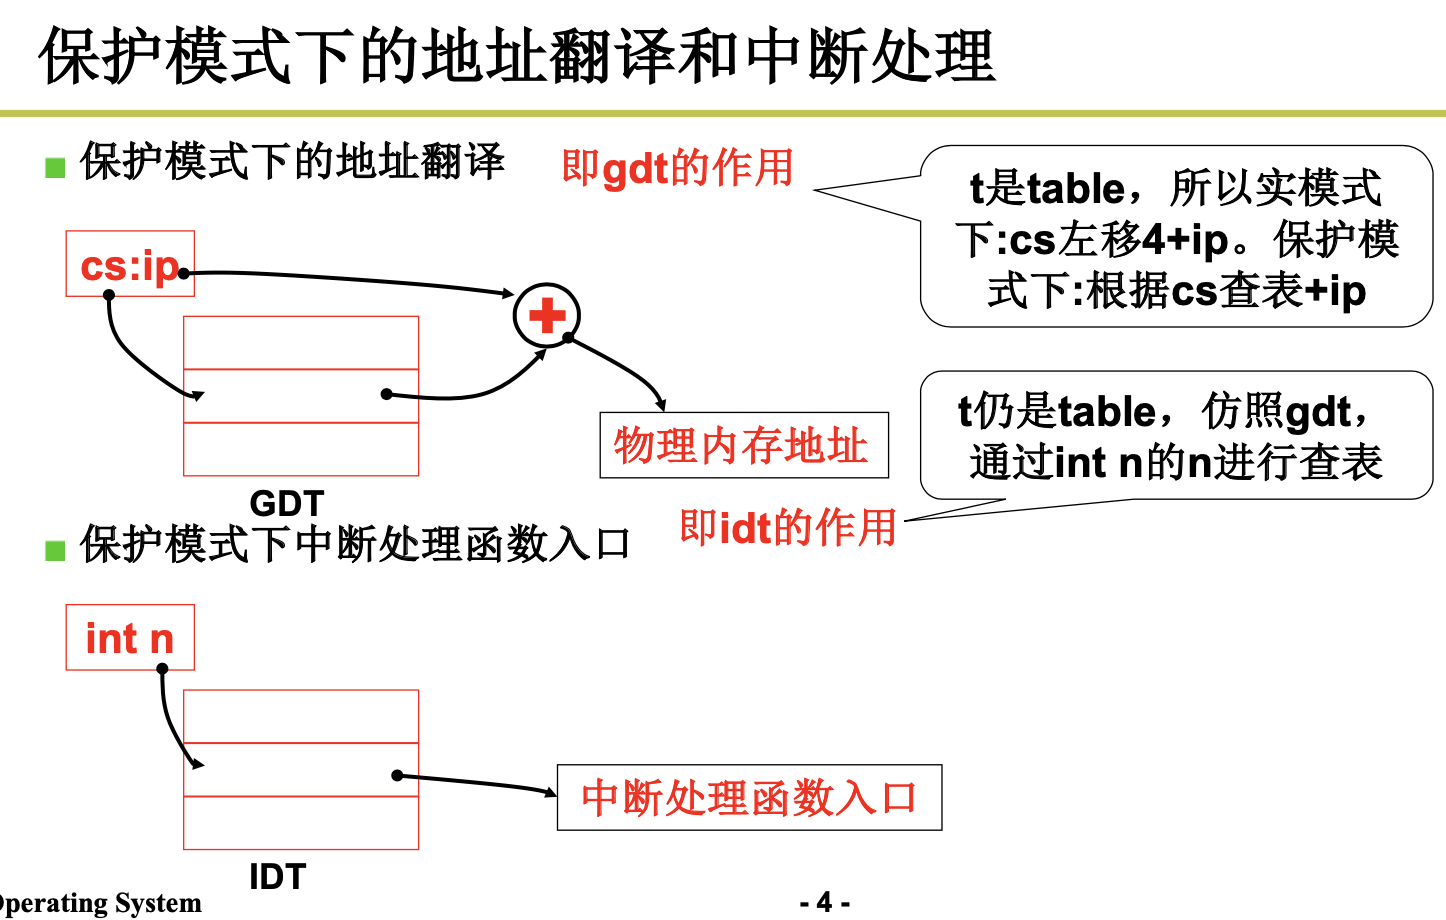 保护模式下的地址翻译和中断处理
保护模式下的地址翻译
即gdt的作用
t是table，所以实模式
下:cs左移4+ip。保护模
式下:根据cs查表+ip
cs:ip
物理内存地址
GDT
t仍是table，仿照gdt，
通过int n的n进行查表
保护模式下中断处理函数入口
即idt的作用
int n
中断处理函数入口
IDT
Operating System
- 4 -